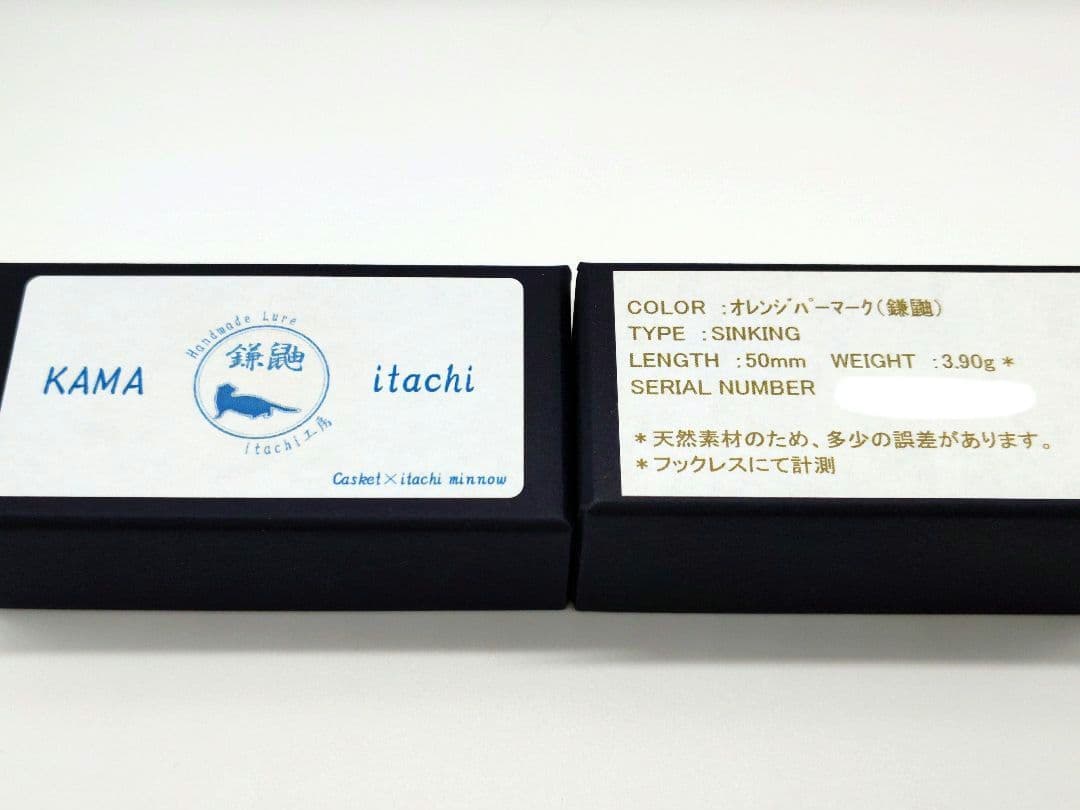 Handmade Lure
鎌鼬
KAMA
itachi
itachi工房
Casket×itachi minnow
COLOR :オレンジパーマーク(鎌鼬)
TYPE :SINKING
LENGTH :50mm WEIGHT :3.90g *
SERIAL NUMBER
*天然素材のため、多少の誤差があります。
*フックレスにて計測